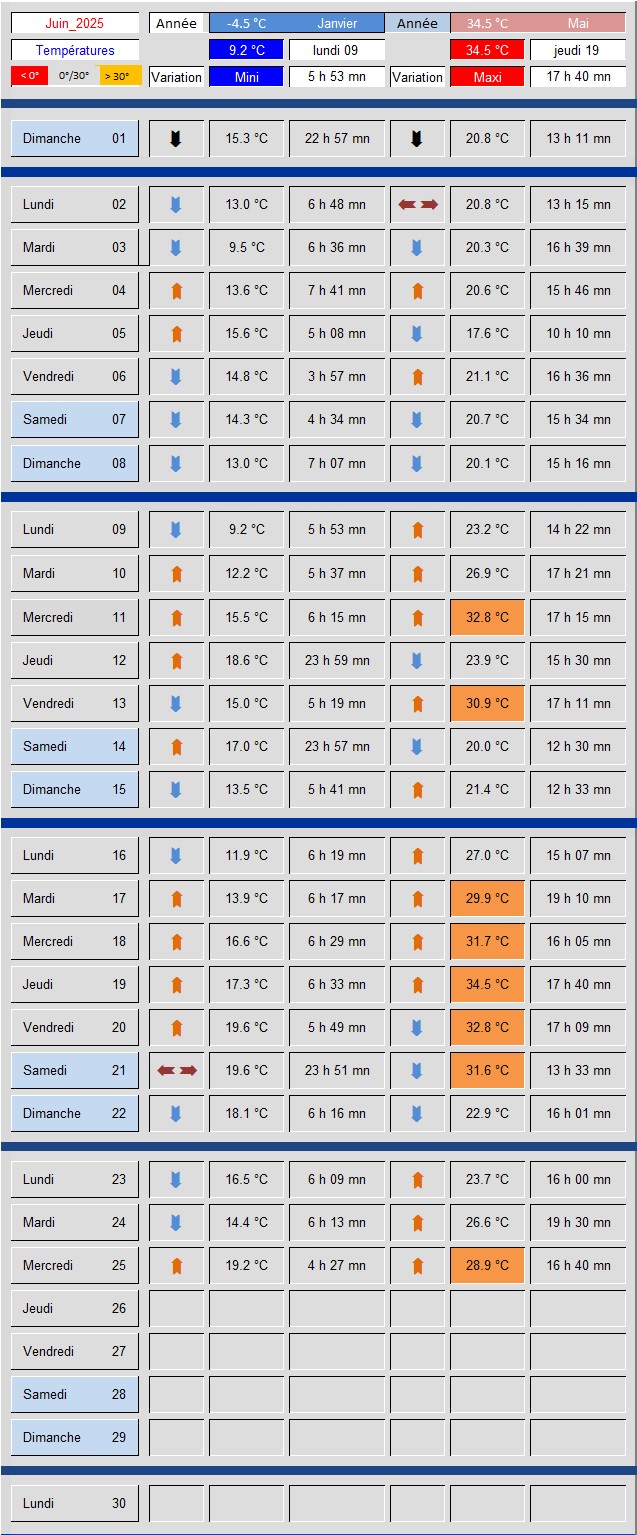 Juin_2025 Année -4.5 °C Janvier Année 34.5 °C Mai
Températures 9.2 °C lundi 09 34.5 °C jeudi 19
< 0° 0°/30° > 30° Variation Mini 5 h 53 mn Variation Maxi 17 h 40 mn
Dimanche 01 15.3 °C 22 h 57 mn 20.8 °C 13 h 11 mn
Lundi 02 13.0 °C 6 h 48 mn 20.8 °C 13 h 15 mn
Mardi 03 9.5 °C 6 h 36 mn 20.3 °C 16 h 39 mn
Mercredi 04 13.6 °C 7 h 41 mn 20.6 °C 15 h 46 mn
Jeudi 05 15.6 °C 5 h 08 mn 17.6 °C 10 h 10 mn
Vendredi 06 14.8 °C 3 h 57 mn 21.1 °C 16 h 36 mn
Samedi 07 14.3 °C 4 h 34 mn 20.7 °C 15 h 34 mn
Dimanche 08 13.0 °C 7 h 07 mn 20.1 °C 15 h 16 mn
Lundi 09 9.2 °C 5 h 53 mn 23.2 °C 14 h 22 mn
Mardi 10 12.2 °C 5 h 37 mn 26.9 °C 17 h 21 mn
Mercredi 11 15.5 °C 6 h 15 mn 32.8 °C 17 h 15 mn
Jeudi 12 18.6 °C 23 h 59 mn 23.9 °C 15 h 30 mn
Vendredi 13 15.0 °C 5 h 19 mn 30.9 °C 17 h 11 mn
Samedi 14 17.0 °C 23 h 57 mn 20.0 °C 12 h 30 mn
Dimanche 15 13.5 °C 5 h 41 mn 21.4 °C 12 h 33 mn
Lundi 16 11.9 °C 6 h 19 mn 27.0 °C 15 h 07 mn
Mardi 17 13.9 °C 6 h 17 mn 29.9 °C 19 h 10 mn
Mercredi 18 16.6 °C 6 h 29 mn 31.7 °C 16 h 05 mn
Jeudi 19 17.3 °C 6 h 33 mn 34.5 °C 17 h 40 mn
Vendredi 20 19.6 °C 5 h 49 mn 32.8 °C 17 h 09 mn
Samedi 21 19.6 °C 23 h 51 mn 31.6 °C 13 h 33 mn
Dimanche 22 18.1 °C 6 h 16 mn 22.9 °C 16 h 01 mn
Lundi 23 16.5 °C 6 h 09 mn 23.7 °C 16 h 00 mn
Mardi 24 14.4 °C 6 h 13 mn 26.6 °C 19 h 30 mn
Mercredi 25 19.2 °C 4 h 27 mn 28.9 °C 16 h 40 mn
Jeudi 26
Vendredi 27
Samedi 28
Dimanche 29
Lundi 30